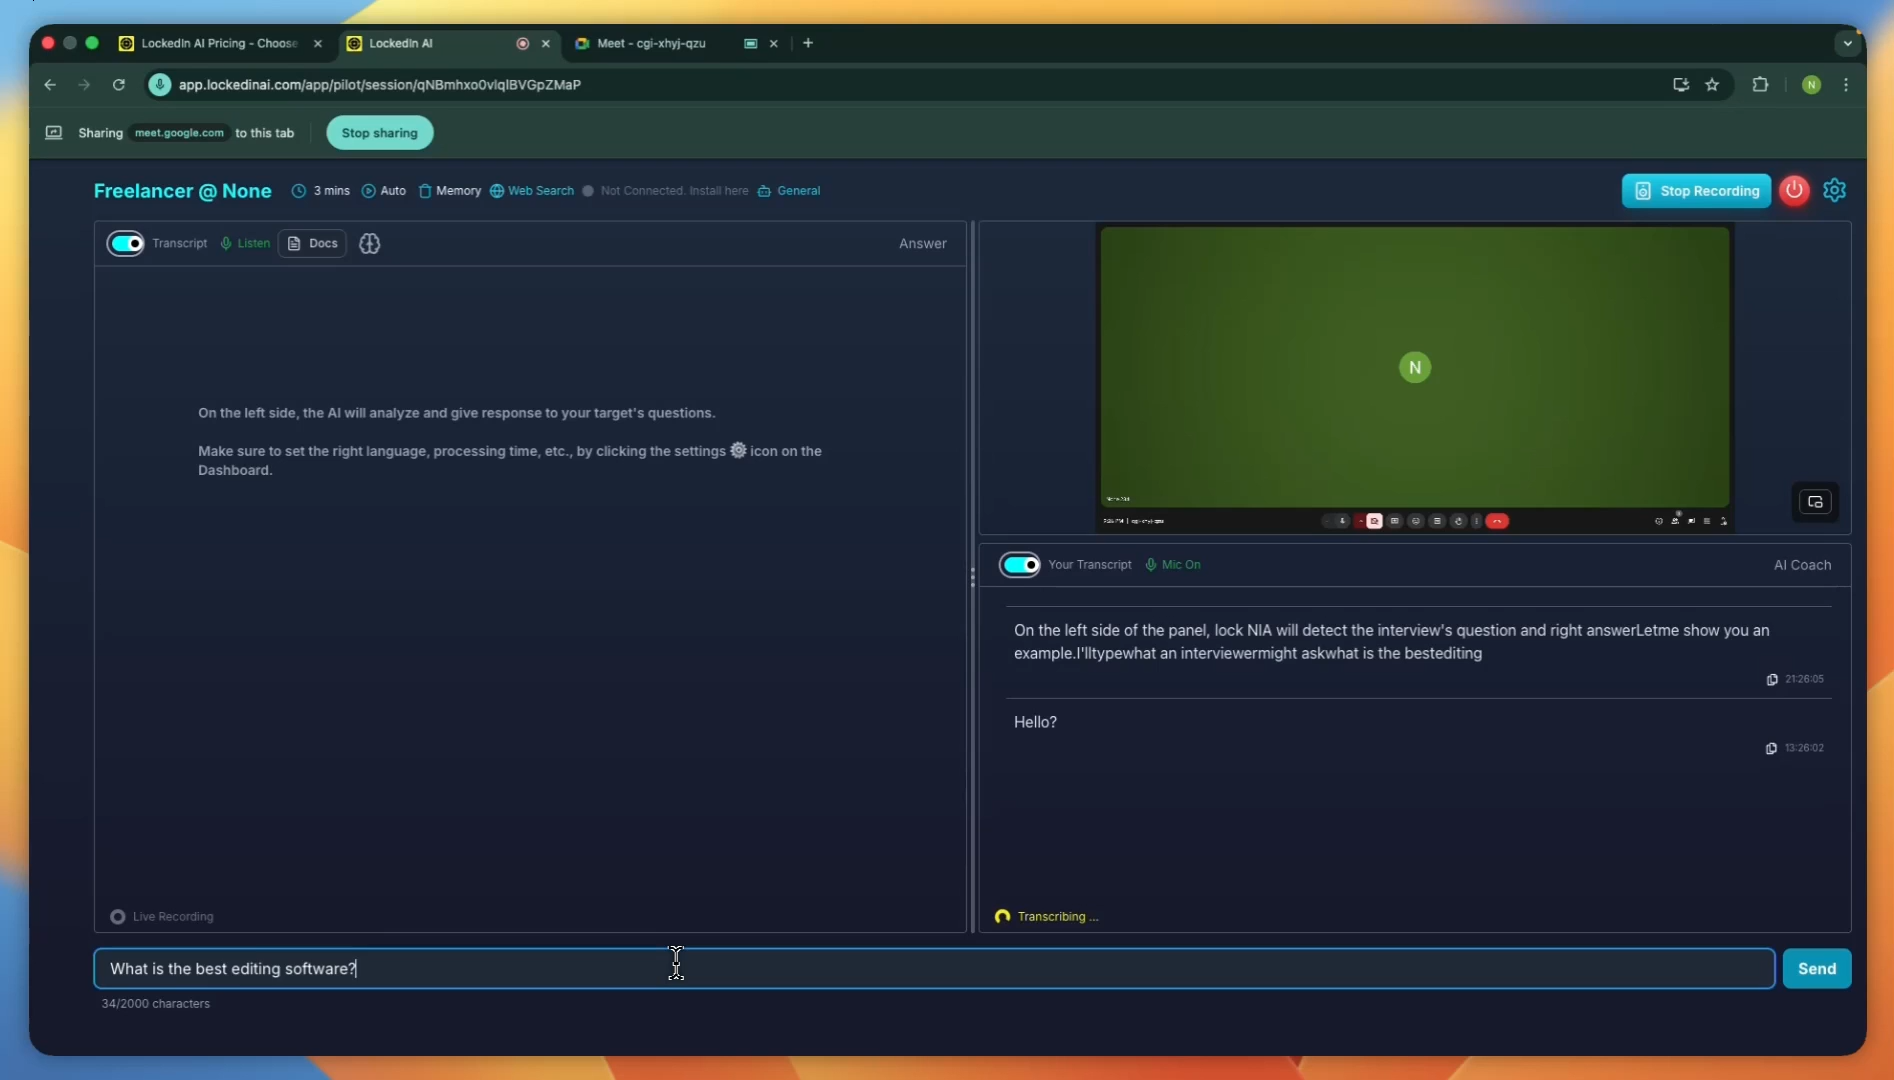 LockedIn AI Pricing - Choose
LockedIn AI
Meet - cgi-xhyj-qzu
app.lockedinai.com/app/pilot/session/qNBmhxo0vlqlBVGpZMaP
N
Sharing meet.google.com to this tab
Stop sharing
Freelancer @ None
3 mins
Auto
Memory
Web Search
Not Connected. Install here
General
Stop Recording
Transcript
Listen
Docs
Answer
N
On the left side, the AI will analyze and give response to your target's questions.
Make sure to set the right language, processing time, etc., by clicking the settings icon on the
Dashboard.
Your Transcript
Mic On
AI Coach
On the left side of the panel, lock NIA will detect the interview's question and right answerLetme show you an
example.I'lltypewhat an interviewermight askwhat is the bestediting
21:26:05
Hello?
13:26:02
Live Recording
Transcribing ...
What is the best editing software?
Send
34/2000 characters